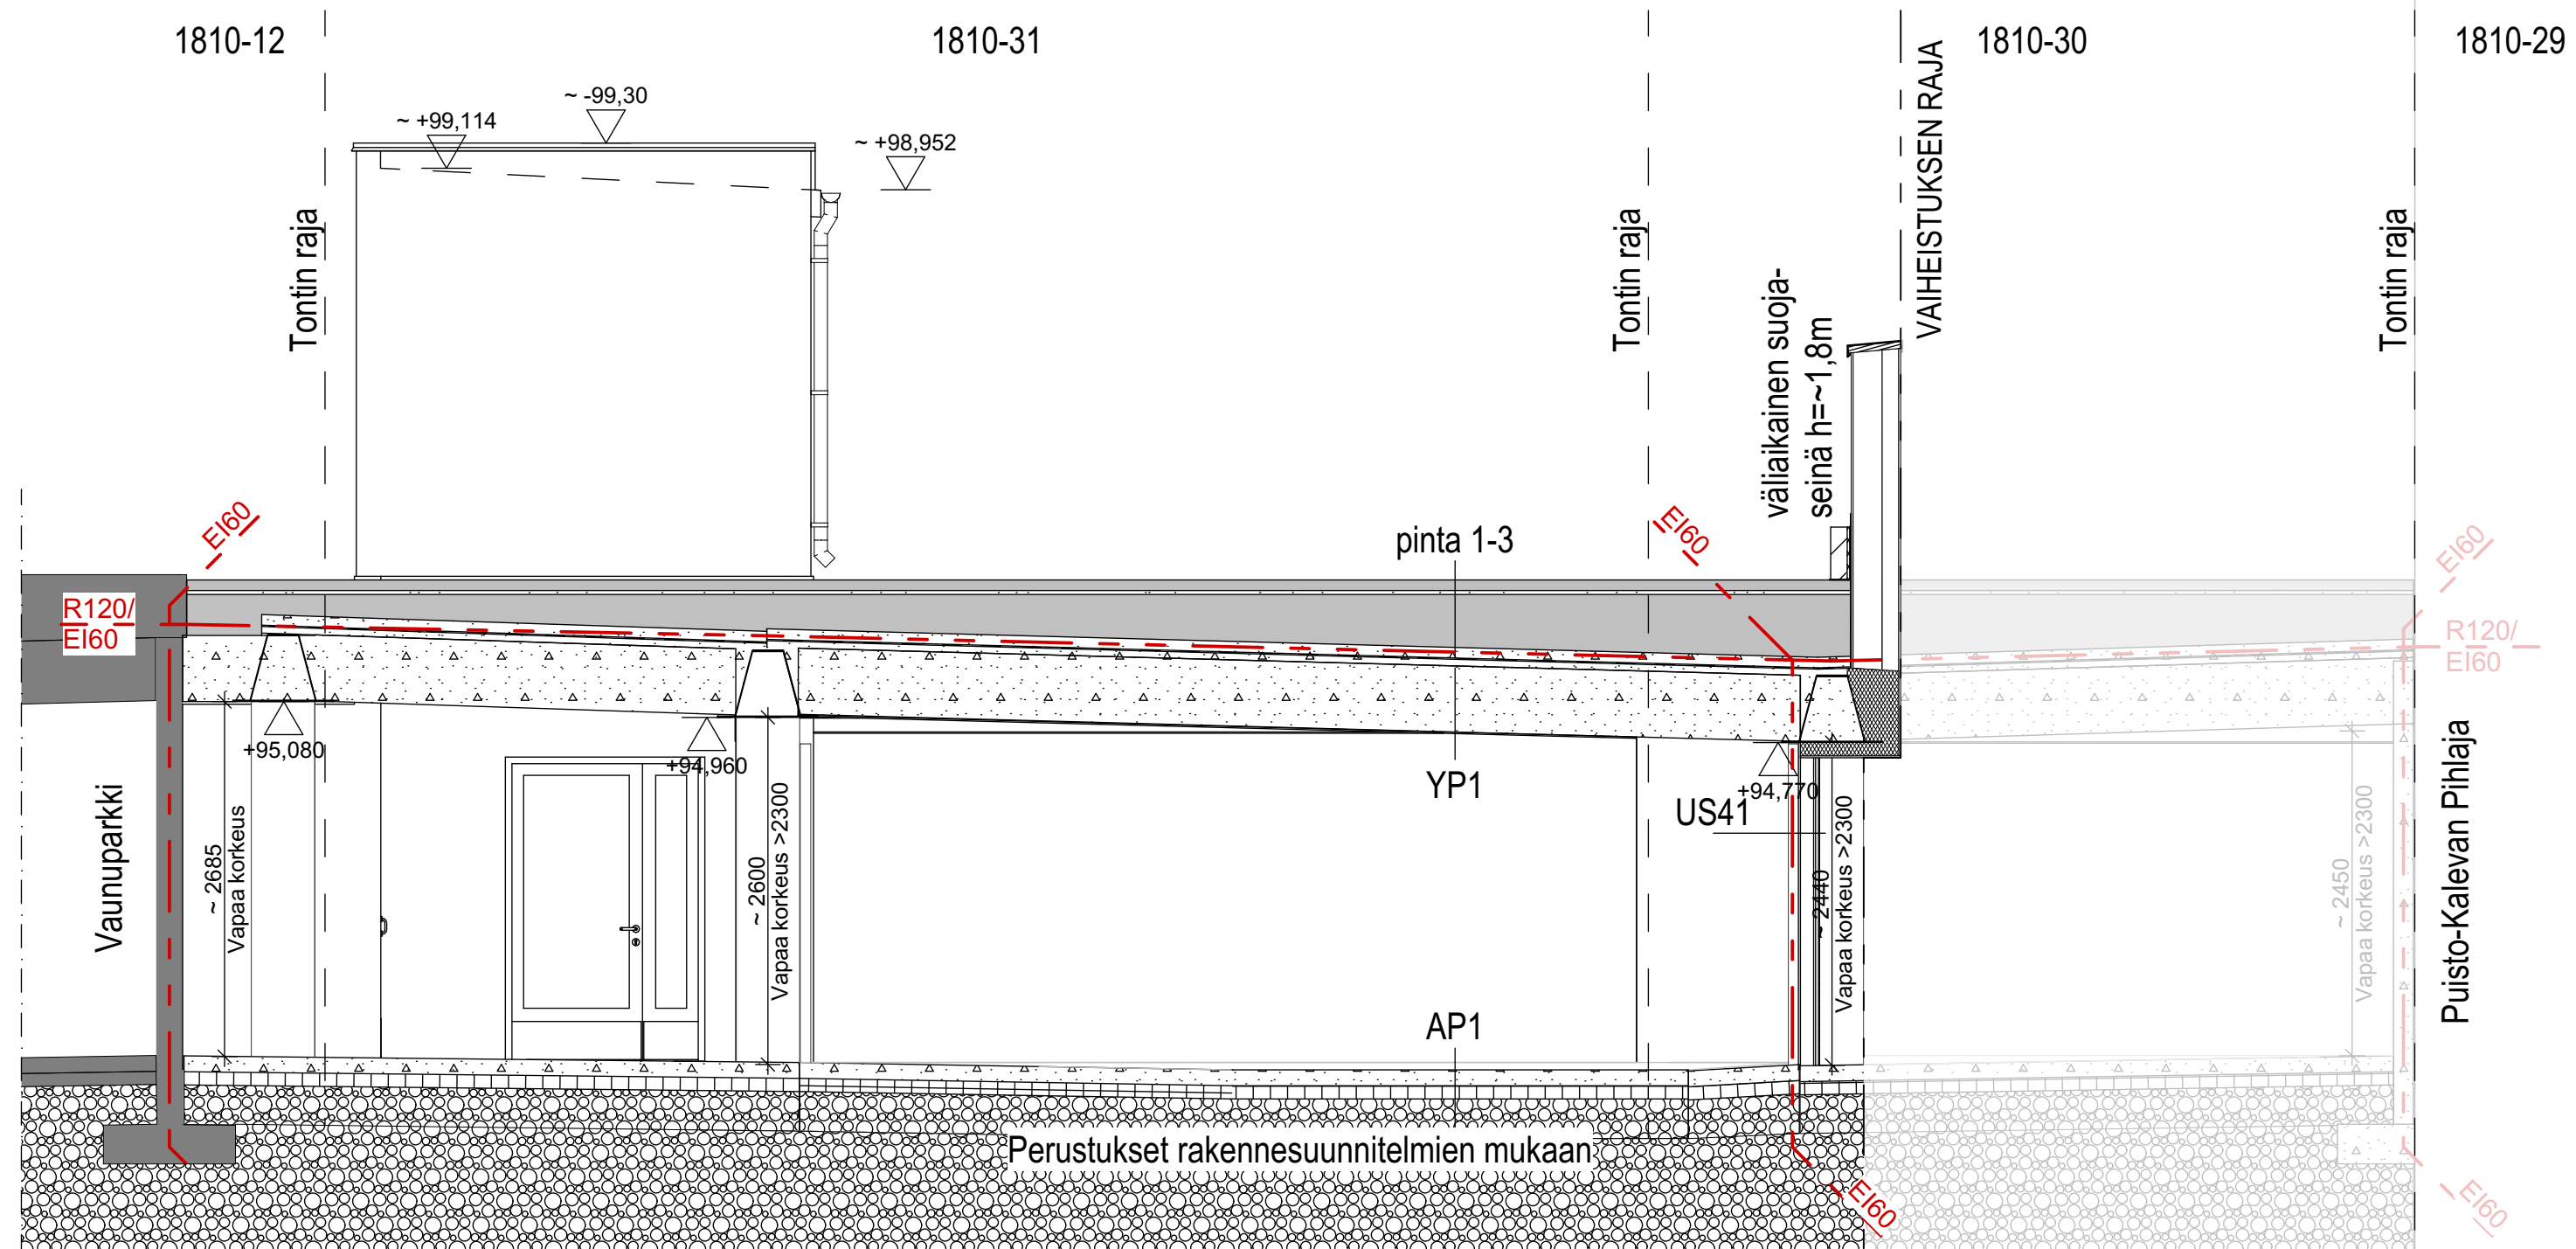 1810-12
1810-31
1810-30
1810-29
~ +99,114
~ -99,30
~ +98,952
Tontin raja
Tontin raja
VAIHEISTUKSEN RAJA
Tontin raja
väliaikainen suoja-
seinä h=~1,8m
EI60
pinta 1-3
EI60
EI60
R120/
EI60
R120/
EI60
+95,080
+94,960
+94,770
YP1
US41
Vaunuparkki
~ 2685
Vapaa korkeus
~ 2600
Vapaa korkeus >2300
~ 2440
Vapaa korkeus >2300
~ 2450
Vapaa korkeus >2300
Puisto-Kalevan Pihlaja
AP1
Perustukset rakennesuunnitelmien mukaan
EI60
EI60